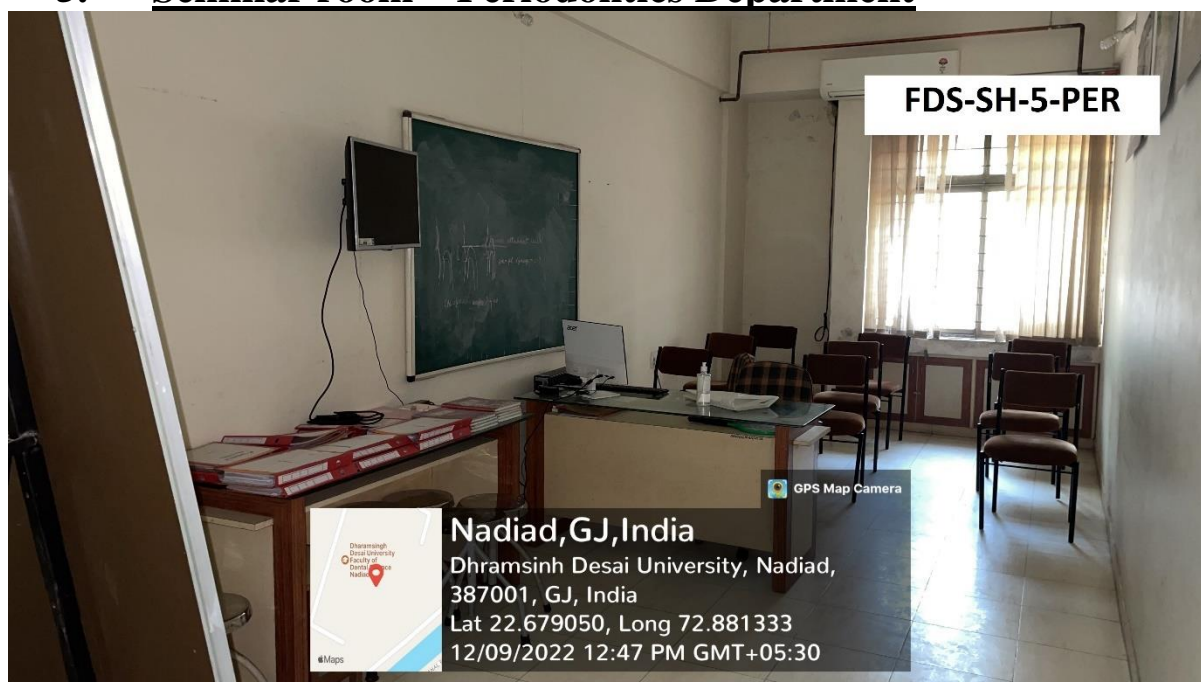 Seminar room – Periodontics Department
FDS-SH-5-PER
acer
GPS Map Camera
Nadiad,GJ,India
Dhramsinh Desai University, Nadiad,
387001, GJ, India
Lat 22.679050, Long 72.881333
12/09/2022 12:47 PM GMT+05:30
Dharamsingh
Desai University
Faculty of
Dental
Nadiad
Maps